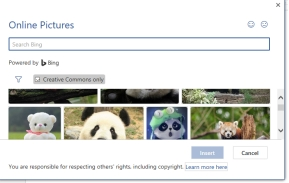 Online Pictures
Search Bing
Powered by Bing
Creative Commons only
Insert
Cancel
You are responsible for respecting others' rights, including copyright. Learn more here